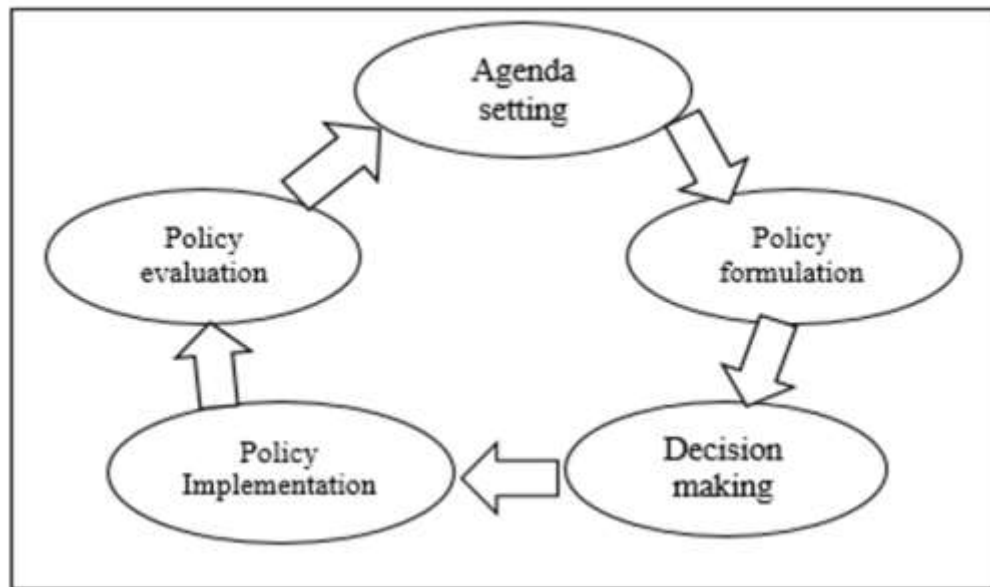 Agenda
setting
Policy
formulation
Decision
making
Policy
Implementation
Policy
evaluation